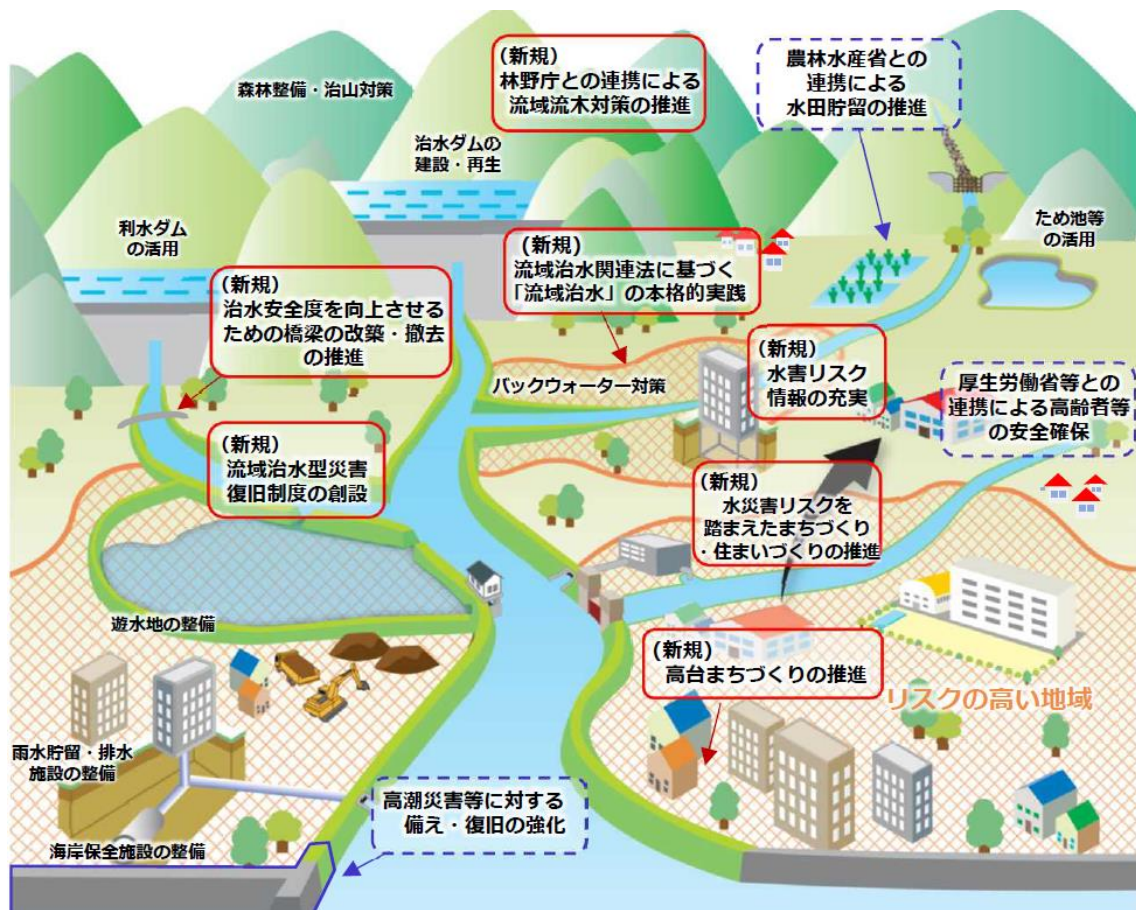 (新規)
林野庁との連携による
流域流木対策の推進
農林水産省との
連携による
水田貯留の推進
森林整備・治山対策
治水ダムの
建設・再生
利水ダム
の活用
ため池等
の活用
(新規)
流域治水関連法に基づく
「流域治水」の本格的実践
(新規)
治水安全度を向上させる
ための橋梁の改築・撤去
の推進
バックウォーター対策
(新規)
水害リスク
情報の充実
厚生労働省等との
連携による高齢者等
の安全確保
(新規)
流域治水型災害
復旧制度の創設
(新規)
水災害リスクを
踏まえたまちづくり
・住まいづくりの推進
遊水地の整備
(新規)
高台まちづくりの推進
リスクの高い地域
雨水貯留・排水
施設の整備
高潮災害等に対する
備え・復旧の強化
海岸保全施設の整備